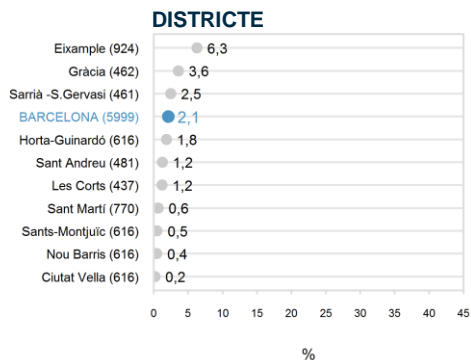 DISTRICTE
Eixample (924) 6,3
Gràcia (462) 3,6
Sarrià -S.Gervasi (461) 2,5
BARCELONA (5999) 2,1
Horta-Guinardó (616) 1,8
Sant Andreu (481) 1,2
Les Corts (437) 1,2
Sant Martí (770) 0,6
Sants-Montjuïc (616) 0,5
Nou Barris (616) 0,4
Ciutat Vella (616) 0,2
0 5 10 15 20 25 30 35 40 45
%